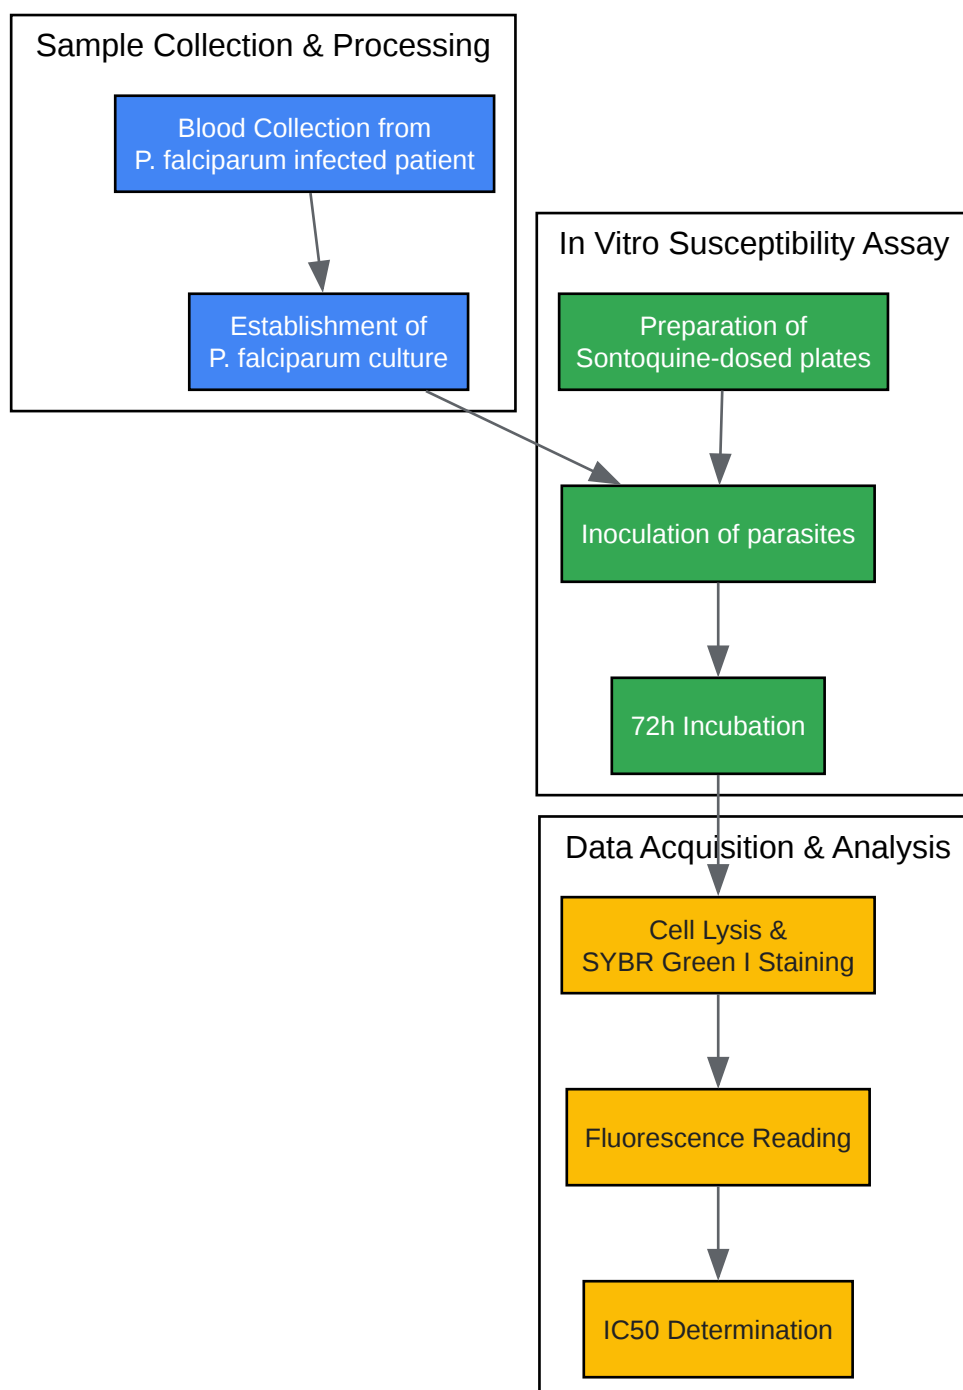 Sample Collection & Processing
Blood Collection from
P. falciparum infected patient
Establishment of
P. falciparum culture
In Vitro Susceptibility Assay
Preparation of
Sontoquine-dosed plates
Inoculation of parasites
72h Incubation
Data Acquisition & Analysis
Cell Lysis &
SYBR Green I Staining
Fluorescence Reading
IC50 Determination